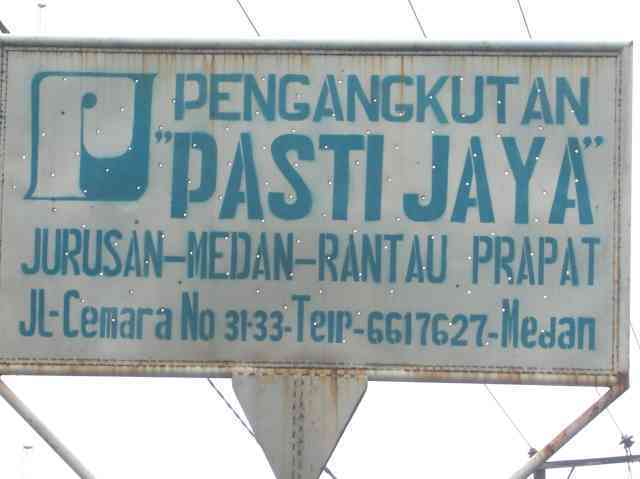 P PENGANGKUTAN
"PASTI JAYA"
JURUSAN-MEDAN-RANTAU PRAPAT
JL-Cemara No 31-33-Telp-6617627-Medan